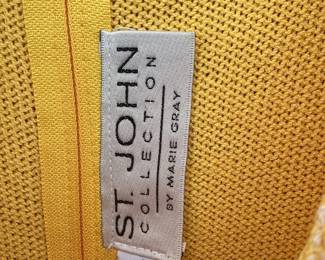 ST. JOHN
COLLECTION
BY MARIE GRAY